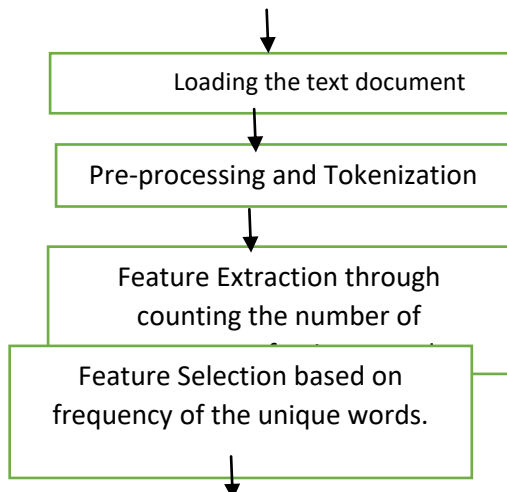 Loading the text document
Pre-processing and Tokenization
Feature Extraction through
counting the number of
Feature Selection based on
frequency of the unique words.